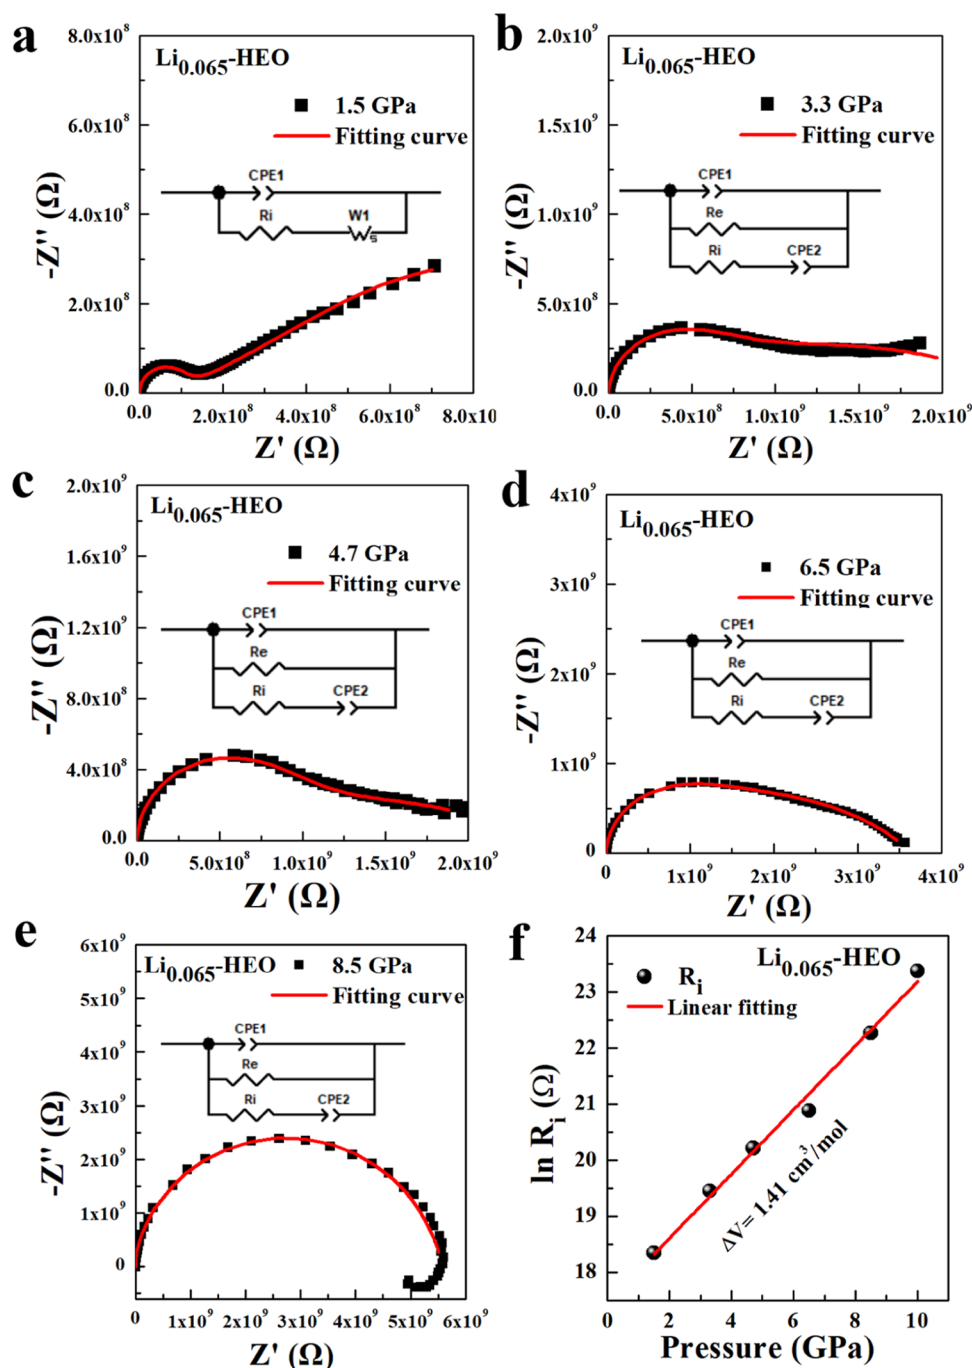 a
Li0.065-HEO
1.5 GPa
Fitting curve
CPE1
Ri
W1
s
-Z'' (Ω)
8.0x10⁸
6.0x10⁸
4.0x10⁸
2.0x10⁸
0.0
0.0 2.0x10⁸ 4.0x10⁸ 6.0x10⁸ 8.0x10
Z' (Ω)
b
Li0.065-HEO
3.3 GPa
Fitting curve
CPE1
Re
Ri
CPE2
-Z'' (Ω)
2.0x10⁹
1.5x10⁹
1.0x10⁹
5.0x10⁸
0.0
0.0 5.0x10⁸ 1.0x10⁹ 1.5x10⁹ 2.0x10⁹
Z' (Ω)
c
Li0.065-HEO
4.7 GPa
Fitting curve
CPE1
Re
Ri
CPE2
-Z'' (Ω)
2.0x10⁹
1.6x10⁹
1.2x10⁹
8.0x10⁸
4.0x10⁸
0.0
0.0 5.0x10⁸ 1.0x10⁹ 1.5x10⁹ 2.0x10⁹
Z' (Ω)
d
Li0.065-HEO
6.5 GPa
Fitting curve
CPE1
Re
Ri
CPE2
-Z'' (Ω)
4x10⁹
3x10⁹
2x10⁹
1x10⁹
0
0 1x10⁹ 2x10⁹ 3x10⁹ 4x10⁹
Z' (Ω)
e
Li0.065-HEO
8.5 GPa
Fitting curve
CPE1
Re
Ri
CPE2
-Z'' (Ω)
6x10⁹
5x10⁹
4x10⁹
3x10⁹
2x10⁹
1x10⁹
0
0 1x10⁹ 2x10⁹ 3x10⁹ 4x10⁹ 5x10⁹ 6x10⁹
Z' (Ω)
f
Li0.065-HEO
Ri
Linear fitting
ΔV= 1.41 cm³/mol
ln Ri (Ω)
24
23
22
21
20
19
18
0 2 4 6 8 10
Pressure (GPa)